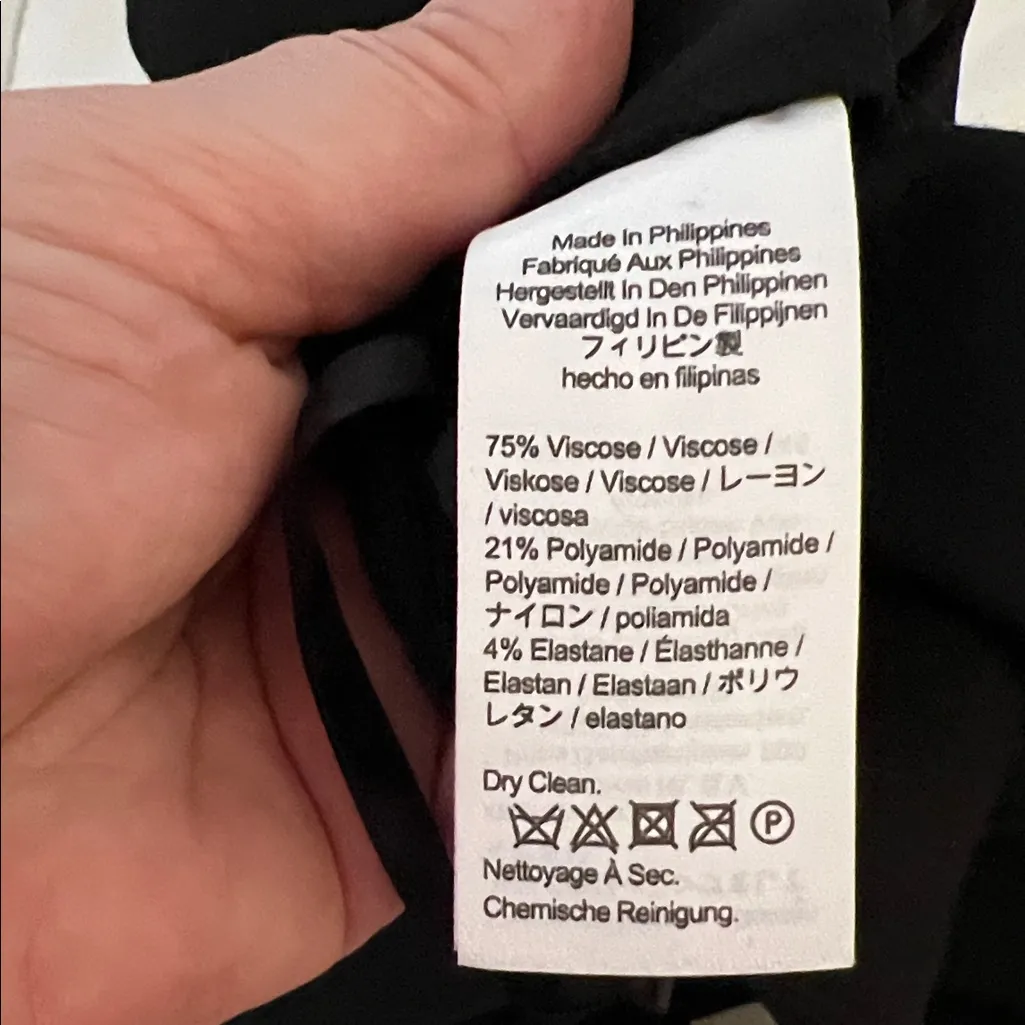 Made In Philippines
Fabriqué Aux Philippines
Hergestellt In Den Philippinen
Vervaardigd In De Filippijnen
フィリピン製
hecho en filipinas
75% Viscose / Viscose /
Viskose / Viscose / レーヨン
/ viscosa
21% Polyamide / Polyamide /
Polyamide / Polyamide /
ナイロン / poliamida
4% Elastane / Élasthanne /
Elastan / Elastaan / ポリウ
レタン / elastano
Dry Clean.
P
Nettoyage À Sec.
Chemische Reinigung.